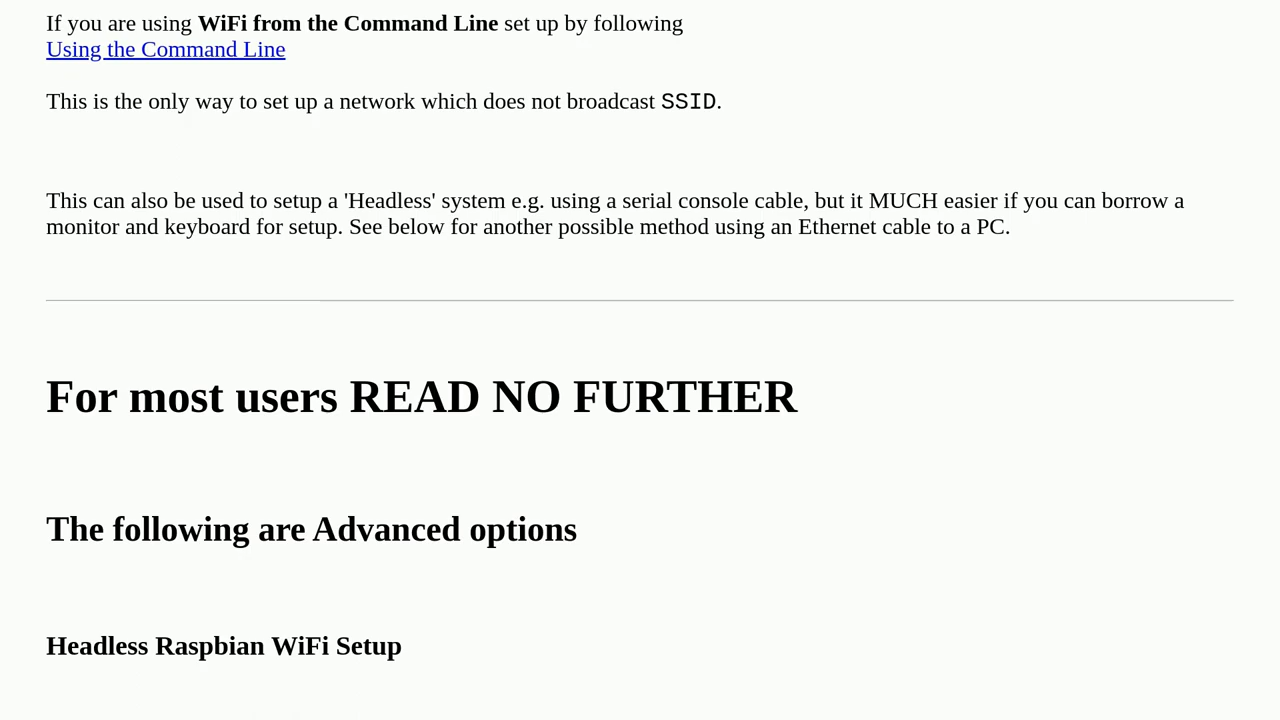 If you are using WiFi from the Command Line set up by following
Using the Command Line
This is the only way to set up a network which does not broadcast SSID.
This can also be used to setup a 'Headless' system e.g. using a serial console cable, but it MUCH easier if you can borrow a
monitor and keyboard for setup. See below for another possible method using an Ethernet cable to a PC.
For most users READ NO FURTHER
The following are Advanced options
Headless Raspbian WiFi Setup